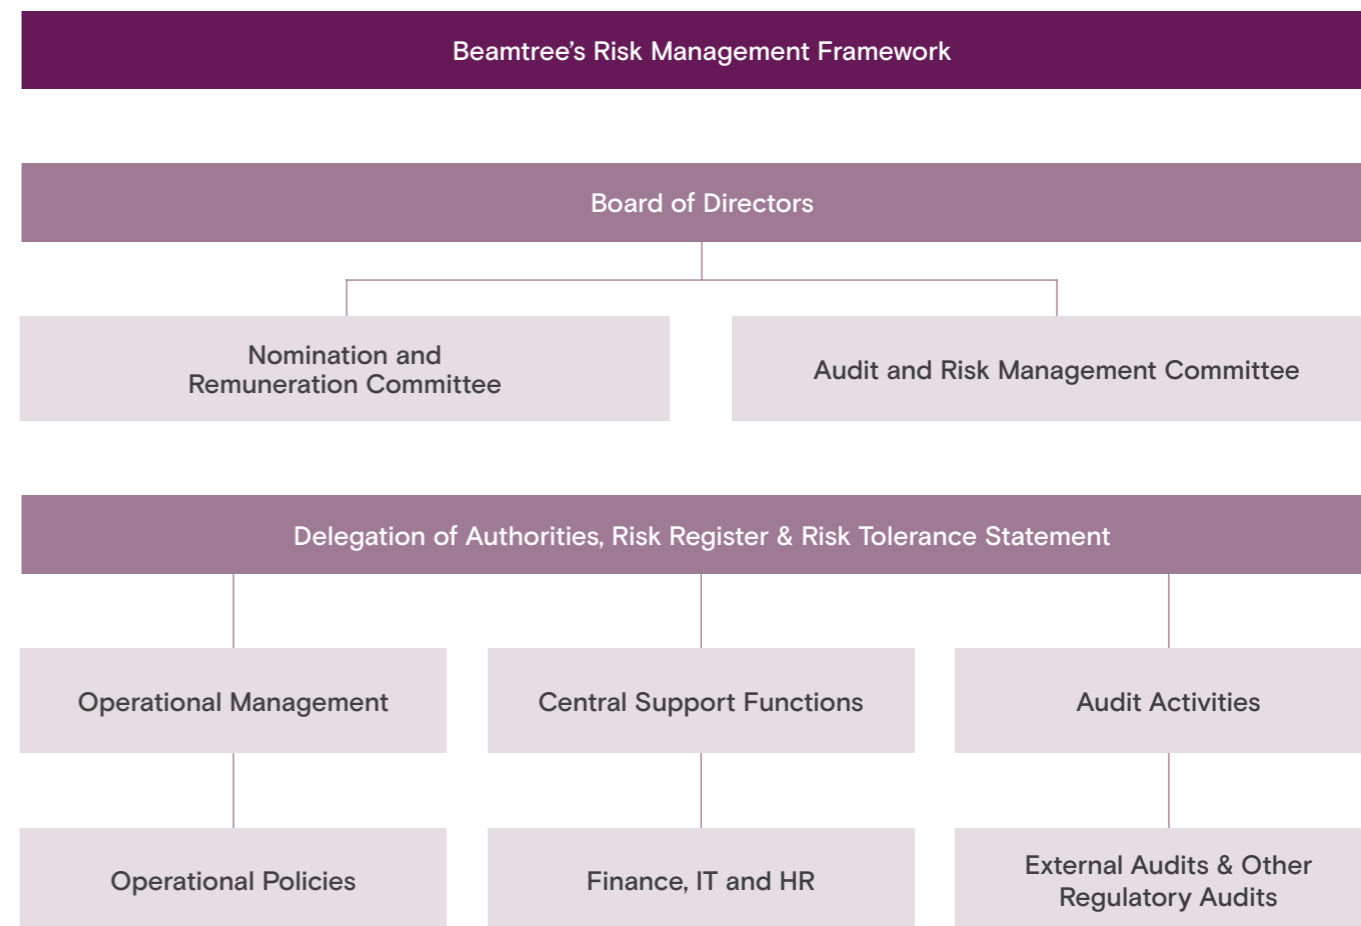 Beamtree’s Risk Management Framework
Board of Directors
Nomination and
Remuneration Committee
Audit and Risk Management Committee
Delegation of Authorities, Risk Register & Risk Tolerance Statement
Operational Management
Central Support Functions
Audit Activities
Operational Policies
Finance, IT and HR
External Audits & Other
Regulatory Audits